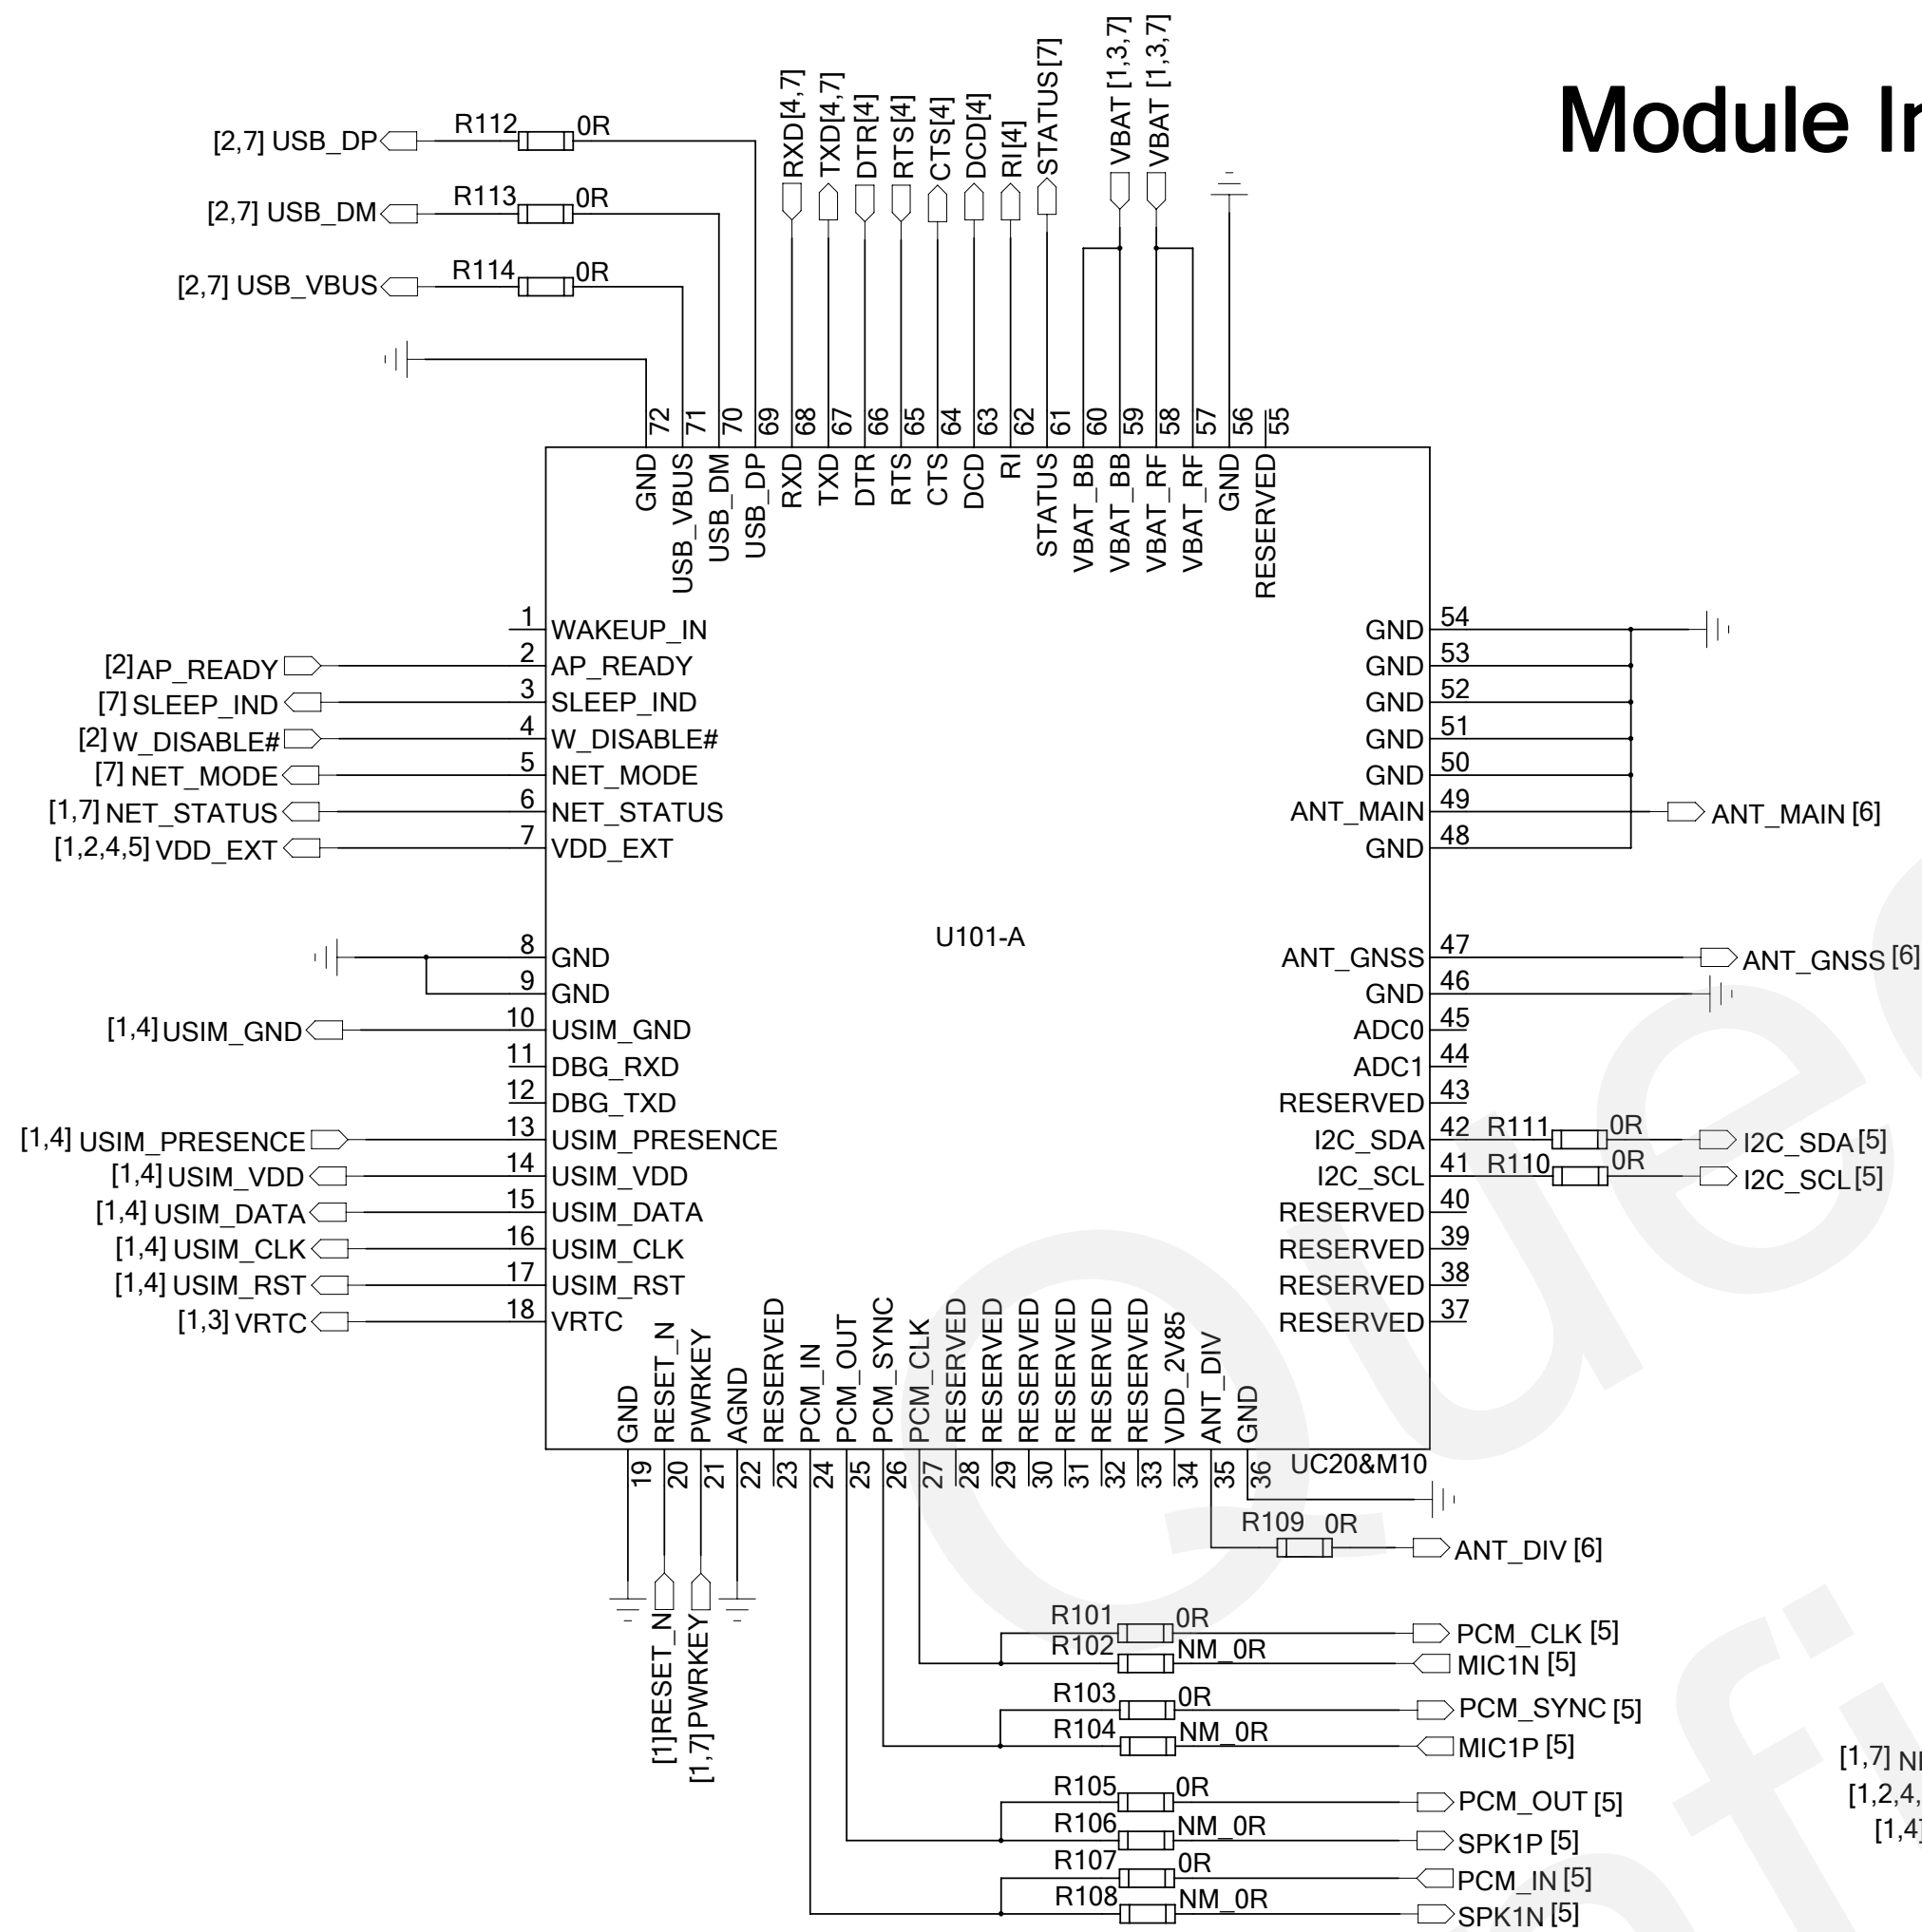 Module In
[2,7] USB_DP R112 0R
[2,7] USB_DM R113 0R
[2,7] USB_VBUS R114 0R
RXD[4,7]
TXD[4,7]
DTR[4]
RTS[4]
CTS[4]
DCD[4]
RI[4]
STATUS[7]
VBAT [1,3,7]
VBAT [1,3,7]
72 GND
71 USB_VBUS
70 USB_DM
69 USB_DP
68 RXD
67 TXD
66 DTR
65 RTS
64 CTS
63 DCD
62 RI
61 STATUS
60 VBAT_BB
59 VBAT_BB
58 VBAT_RF
57 VBAT_RF
56 GND
55 RESERVED
1 WAKEUP_IN
[2] AP_READY 2 AP_READY
[7] SLEEP_IND 3 SLEEP_IND
[2] W_DISABLE# 4 W_DISABLE#
[7] NET_MODE 5 NET_MODE
[1,7] NET_STATUS 6 NET_STATUS
[1,2,4,5] VDD_EXT 7 VDD_EXT
8 GND
9 GND
[1,4] USIM_GND 10 USIM_GND
11 DBG_RXD
12 DBG_TXD
[1,4] USIM_PRESENCE 13 USIM_PRESENCE
[1,4] USIM_VDD 14 USIM_VDD
[1,4] USIM_DATA 15 USIM_DATA
[1,4] USIM_CLK 16 USIM_CLK
[1,4] USIM_RST 17 USIM_RST
[1,3] VRTC 18 VRTC
U101-A
GND 54
GND 53
GND 52
GND 51
GND 50
ANT_MAIN 49 ANT_MAIN [6]
GND 48
ANT_GNSS 47 ANT_GNSS [6]
GND 46
ADC0 45
ADC1 44
RESERVED 43
I2C_SDA 42 R111 0R I2C_SDA [5]
I2C_SCL 41 R110 0R I2C_SCL [5]
RESERVED 40
RESERVED 39
RESERVED 38
RESERVED 37
GND 19
RESET_N 20
PWRKEY 21
AGND 22
RESERVED 23
PCM_IN 24
PCM_OUT 25
PCM_SYNC 26
PCM_CLK 27
RESERVED 28
RESERVED 29
RESERVED 30
RESERVED 31
RESERVED 32
RESERVED 33
VDD_2V85 34
ANT_DIV 35
GND 36
UC20&M10
[1]RESET_N
[1,7] PWRKEY
R109 0R ANT_DIV [6]
R101 0R PCM_CLK [5]
R102 NM_0R MIC1N [5]
R103 0R PCM_SYNC [5]
R104 NM_0R MIC1P [5]
R105 0R PCM_OUT [5]
R106 NM_0R SPK1P [5]
R107 0R PCM_IN [5]
R108 NM_0R SPK1N [5]
[1,7]
[1,2,4,
[1,4]
Que